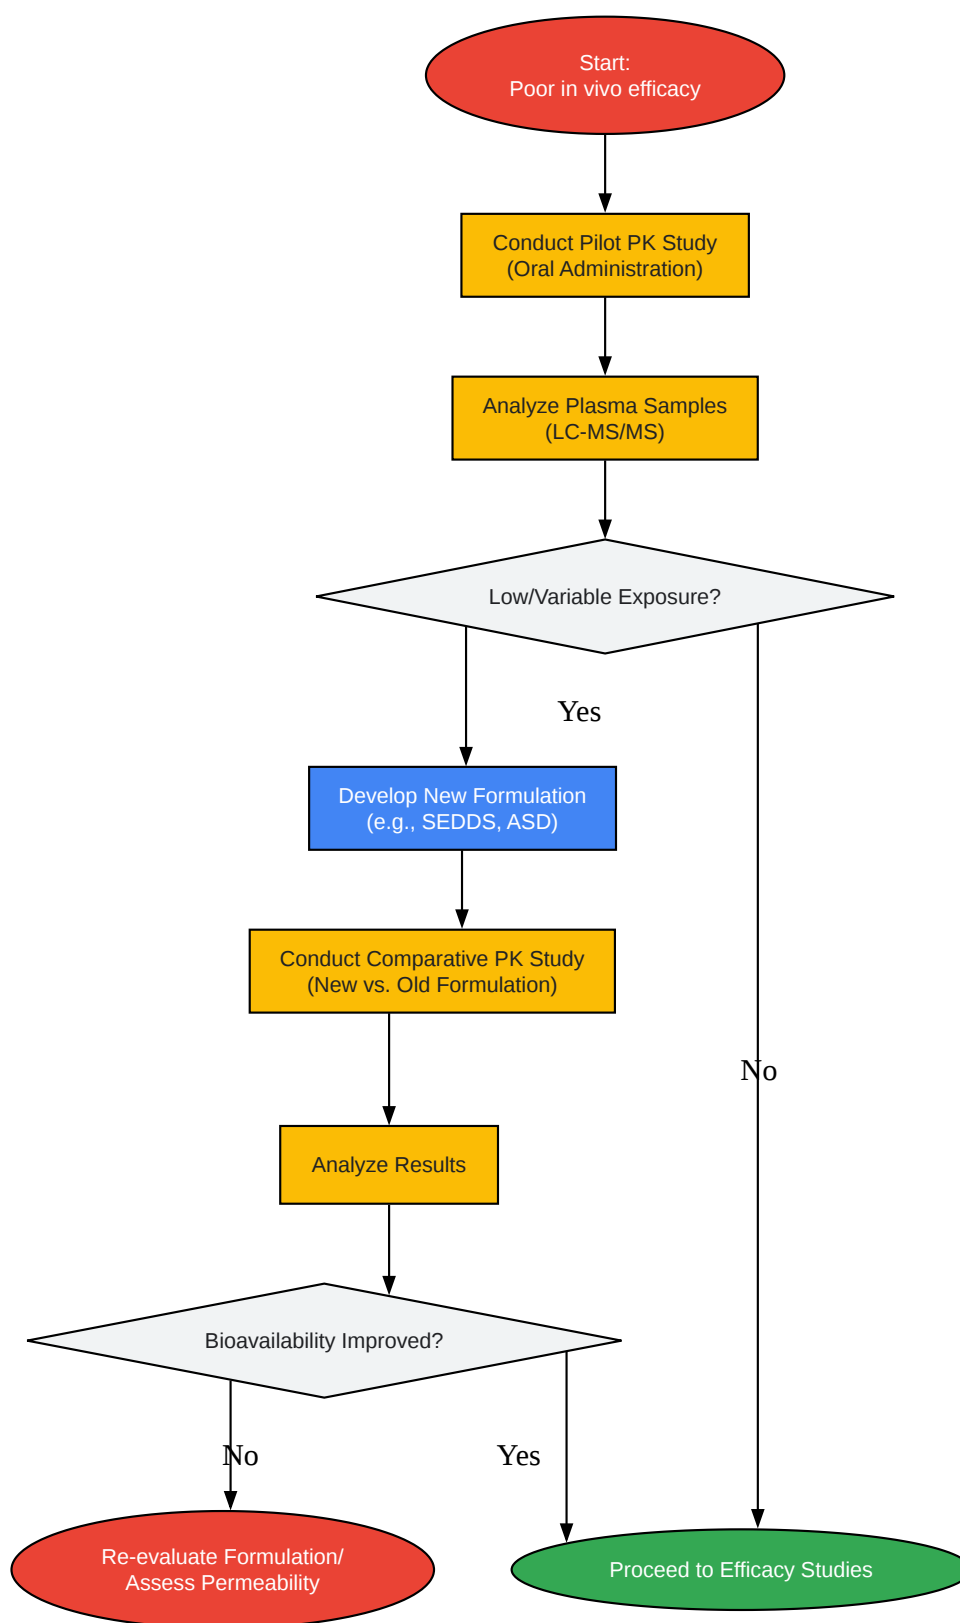 Start:
Poor in vivo efficacy
Conduct Pilot PK Study
(Oral Administration)
Analyze Plasma Samples
(LC-MS/MS)
Low/Variable Exposure?
Yes
Develop New Formulation
(e.g., SEDDS, ASD)
Conduct Comparative PK Study
(New vs. Old Formulation)
No
Analyze Results
Bioavailability Improved?
No
Yes
Re-evaluate Formulation/
Assess Permeability
Proceed to Efficacy Studies